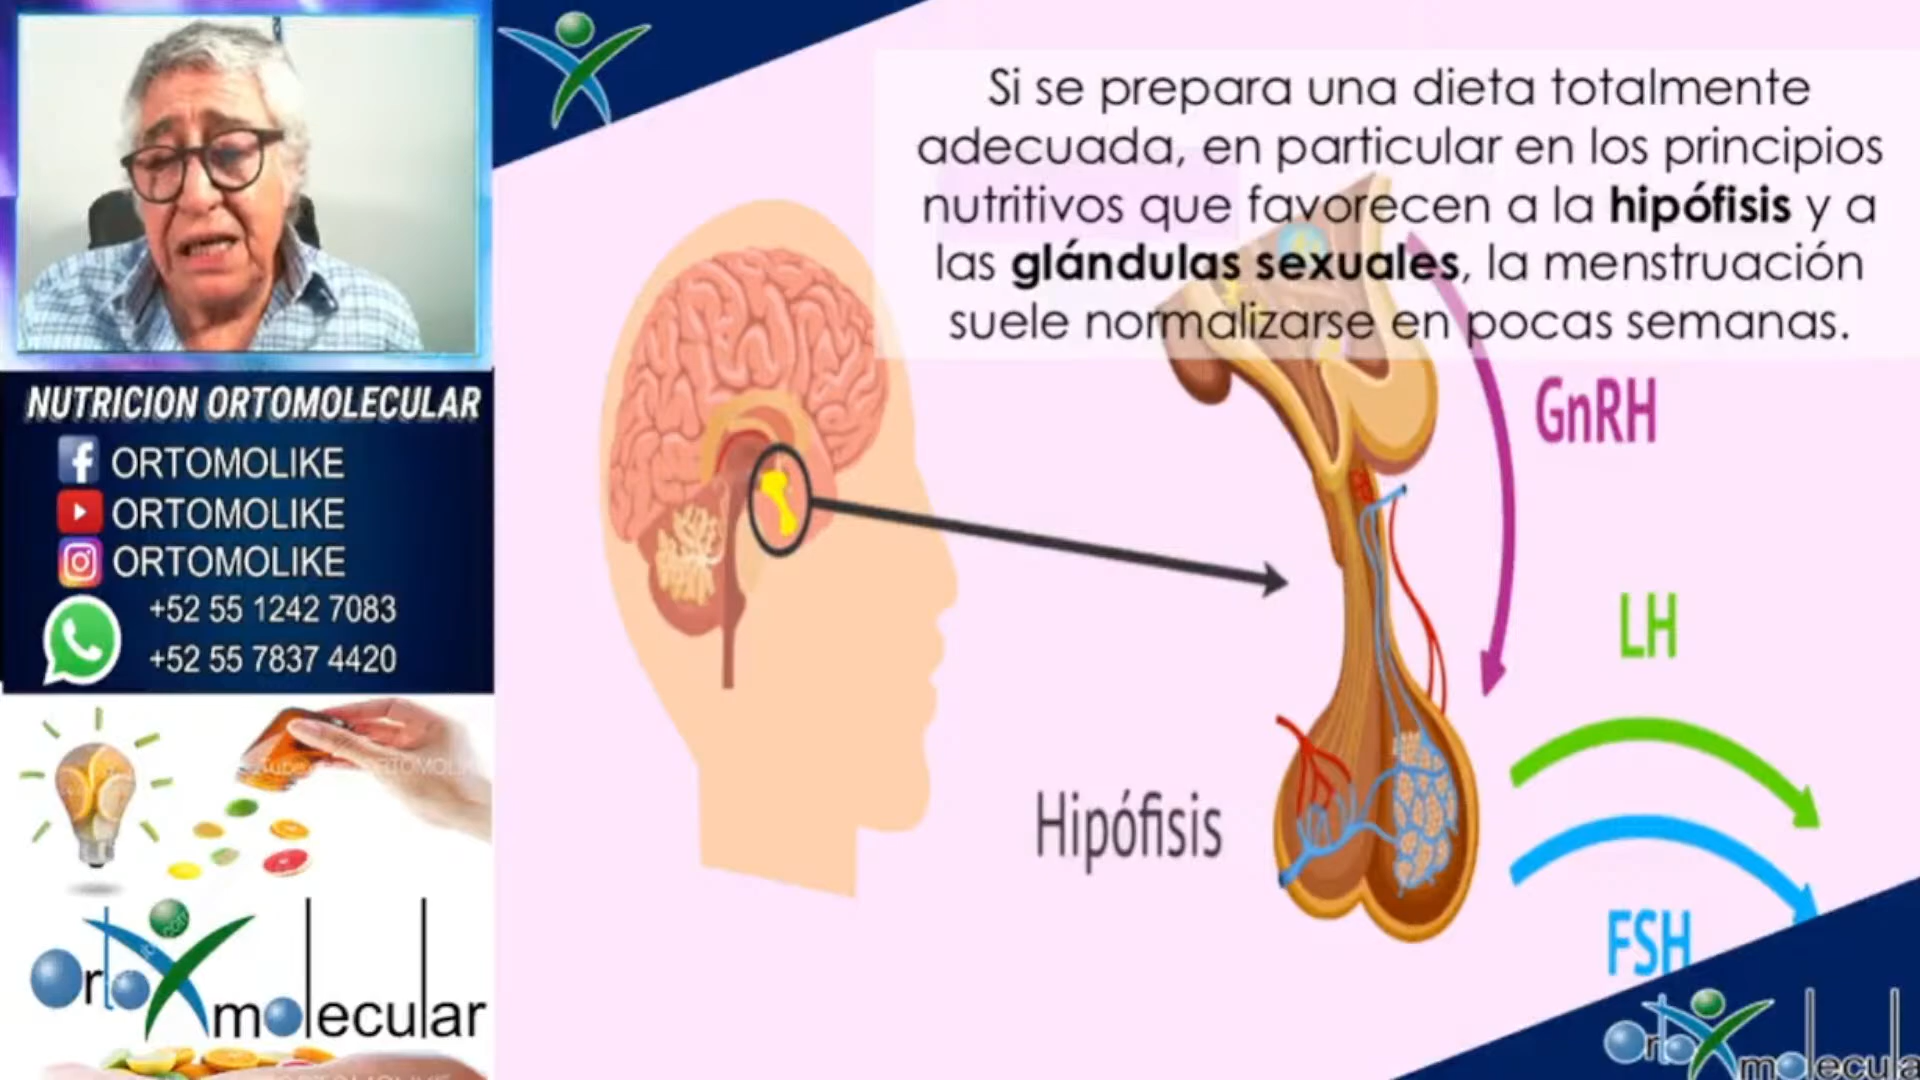 Si se prepara una dieta totalmente
adecuada, en particular en los principios
nutritivos que favorecen a la hipófisis y a
las glándulas sexuales, la menstruación
suele normalizarse en pocas semanas.
NUTRICION ORTOMOLECULAR
ORTOMOLIKE
ORTOMOLIKE
ORTOMOLIKE
+52 55 1242 7083
+52 55 7837 4420
GnRH
LH
Hipófisis
FSH
OrtoXmolecular
OrtoXmolecula